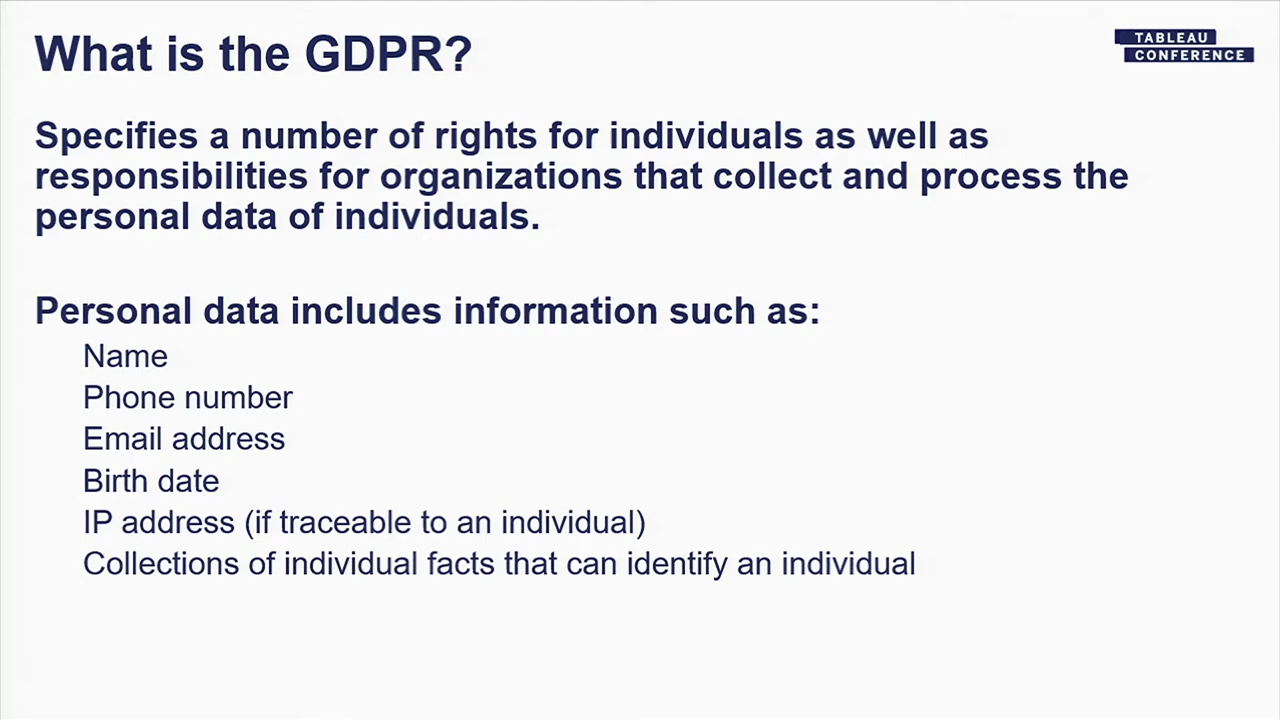 What is the GDPR?
TABLEAU
CONFERENCE
Specifies a number of rights for individuals as well as
responsibilities for organizations that collect and process the
personal data of individuals.
Personal data includes information such as:
Name
Phone number
Email address
Birth date
IP address (if traceable to an individual)
Collections of individual facts that can identify an individual